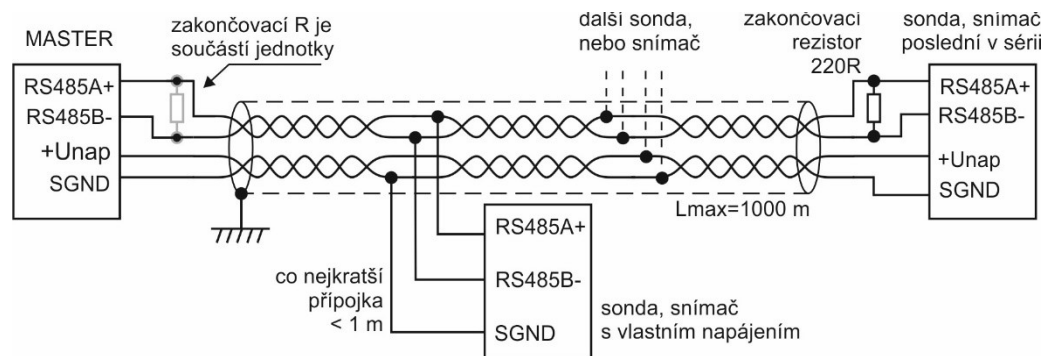 MASTER
RS485A+
RS485B-
+Unap
SGND
zakončovací R je
součástí jednotky
další sonda,
nebo snímač
zakončovací
rezistor
220R
sonda, snímač
poslední v sérii
RS485A+
RS485B-
+Unap
SGND
Lmax=1000 m
co nejkratší
přípojka
< 1 m
RS485A+
RS485B-
SGND
sonda, snímač
s vlastním napájením